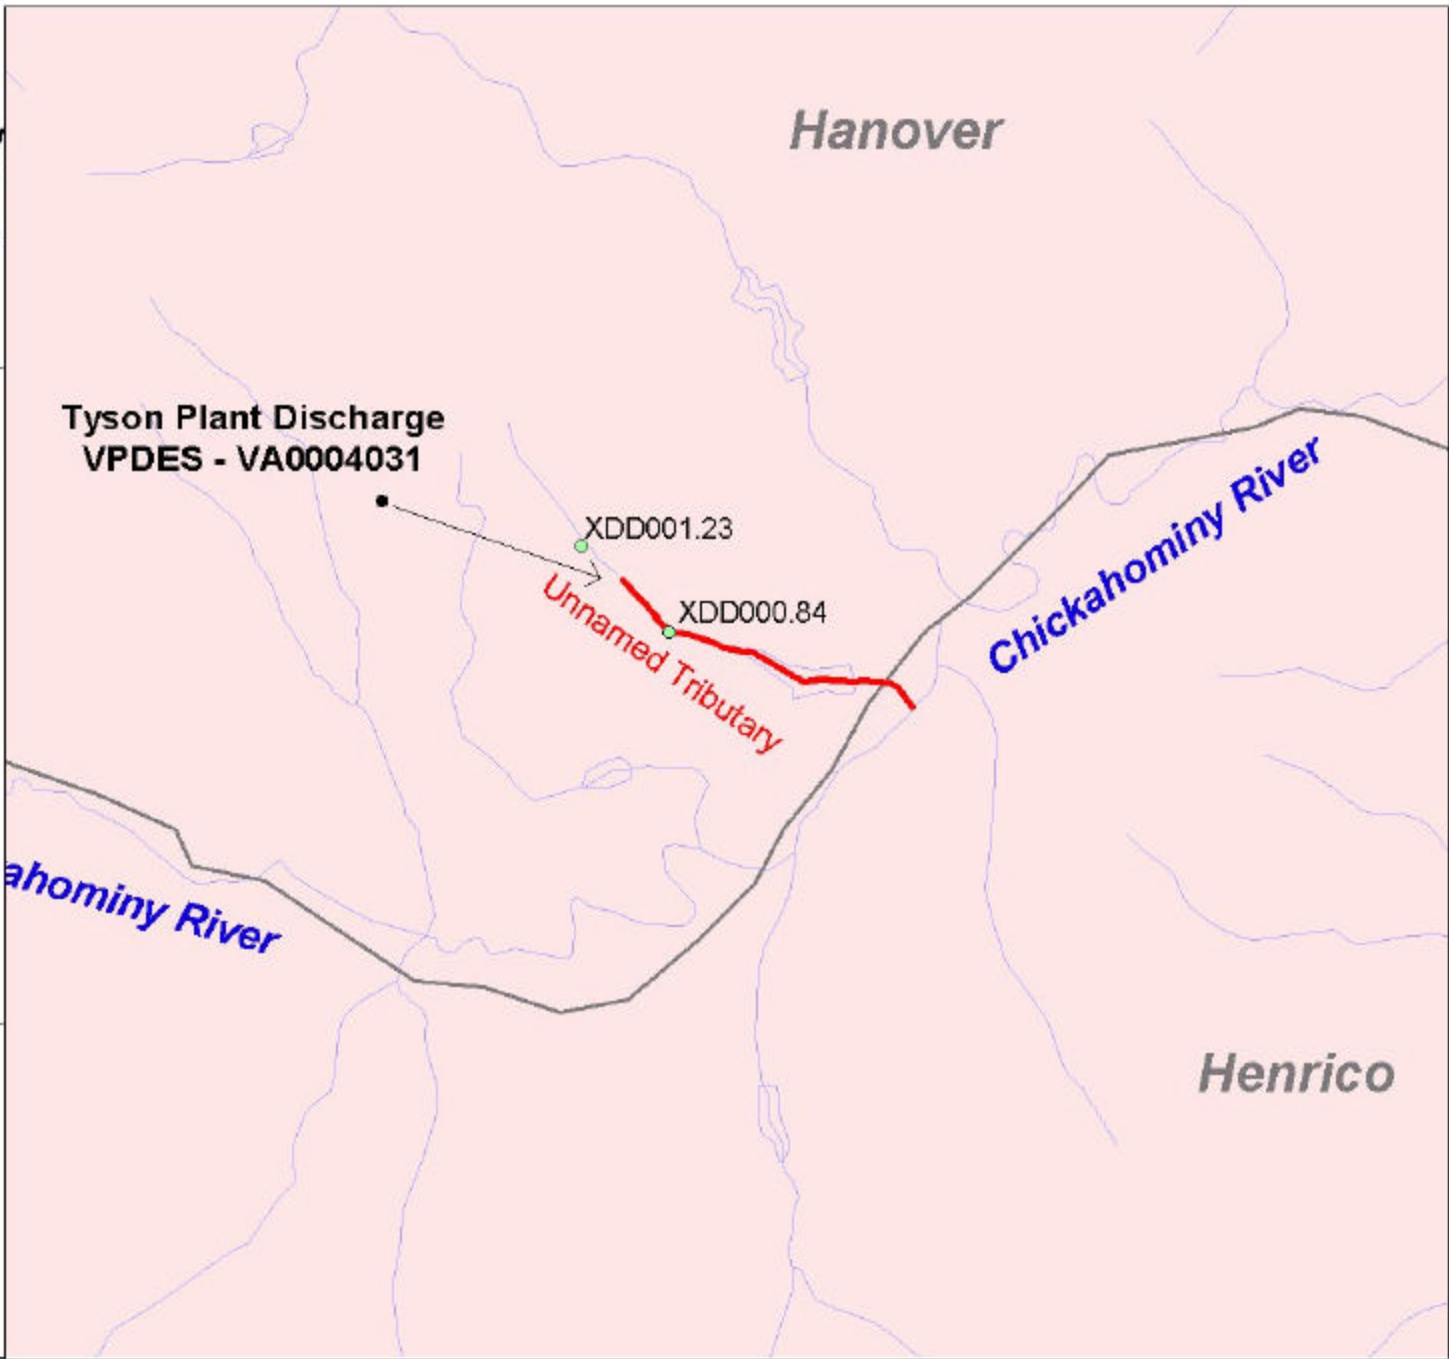 Hanover
Tyson Plant Discharge
VPDES - VA0004031
XDD001.23
XDD000.84
Unnamed Tributary
Chickahominy River
ahominy River
Henrico